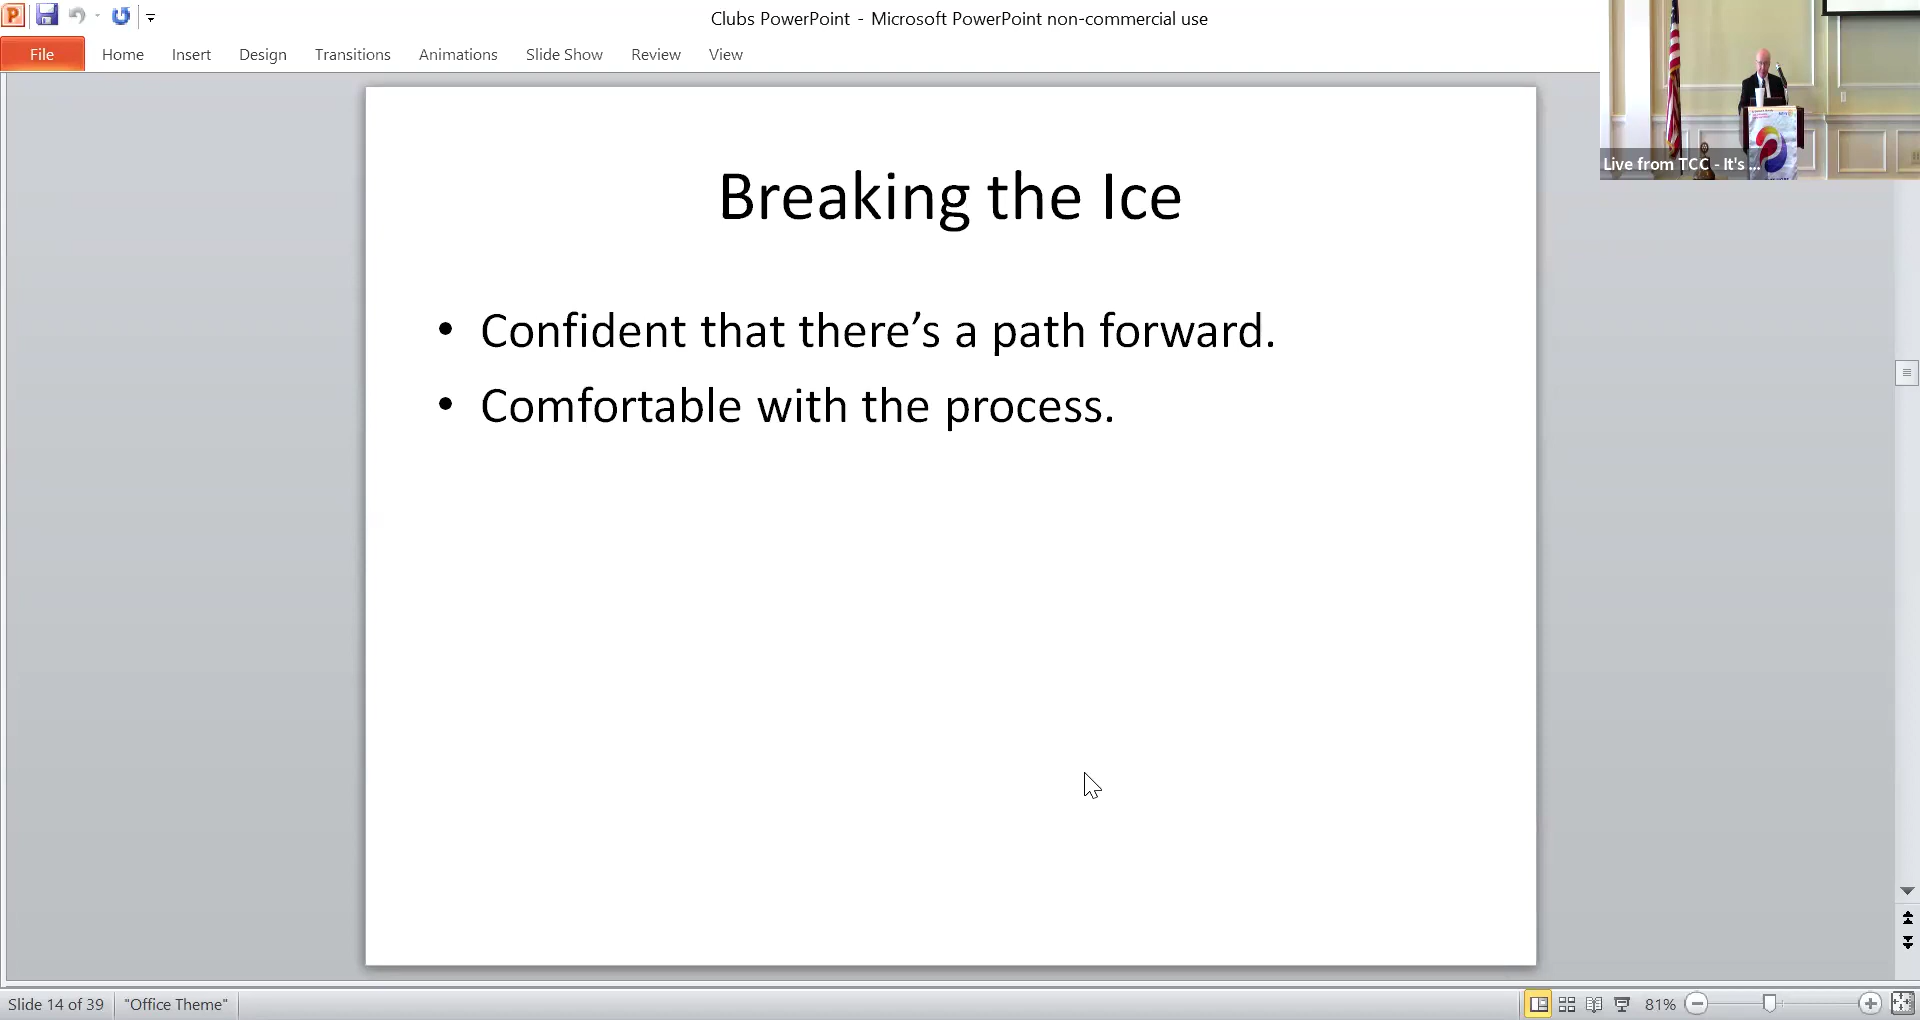 Clubs PowerPoint - Microsoft PowerPoint non-commercial use
File Home Insert Design Transitions Animations Slide Show Review View
Live from TCC - It's ...
Breaking the Ice
• Confident that there’s a path forward.
• Comfortable with the process.
Slide 14 of 39 "Office Theme" 81%